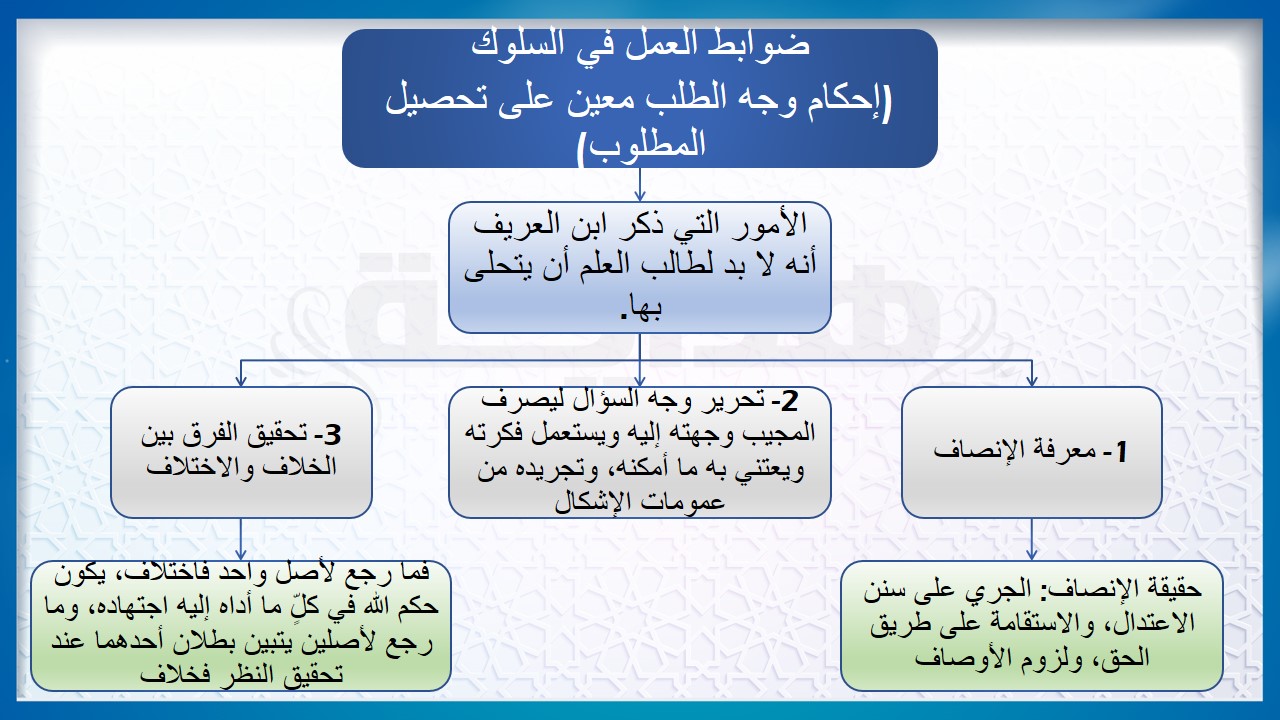 ضوابط العمل في السلوك
(إحكام وجه الطلب معين على تحصيل
المطلوب)
الأمور التي ذكر ابن العريف
أنه لا بد لطالب العلم أن يتحلى
بها.
1- معرفة الإنصاف
2- تحرير وجه السؤال ليصرف
المجيب وجهته إليه ويستعمل فكرته
ويعتني به ما أمكنه، وتجريده من
عمومات الإشكال
3- تحقيق الفرق بين
الخلاف والاختلاف
حقيقة الإنصاف: الجري على سنن
الاعتدال، والاستقامة على طريق
الحق، ولزوم الأوصاف
فما رجع لأصل واحد فاختلاف، يكون
حكم الله في كلٍّ ما أداه إليه اجتهاده، وما
رجع لأصلين يتبين بطلان أحدهما عند
تحقيق النظر فخلاف